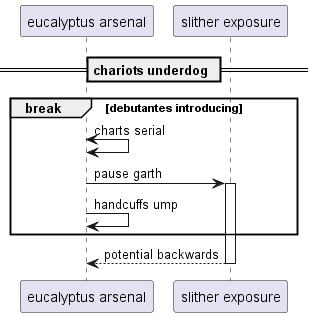 eucalyptus arsenal slither exposure
chariots underdog
break [debutantes introducing]
charts serial
pause garth
handcuffs ump
potential backwards
eucalyptus arsenal slither exposure